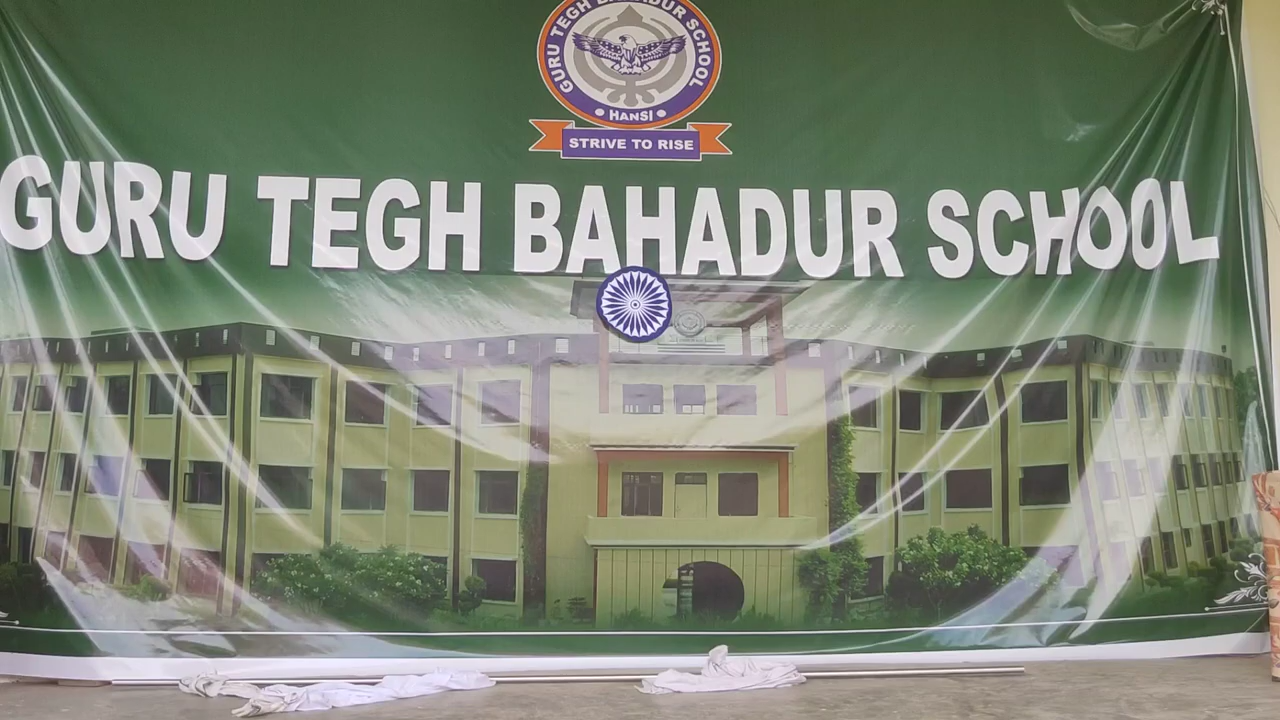 GURU TEGH BAHADUR SCHOOL
HANSI
STRIVE TO RISE
GURU TEGH BAHADUR SCHOOL